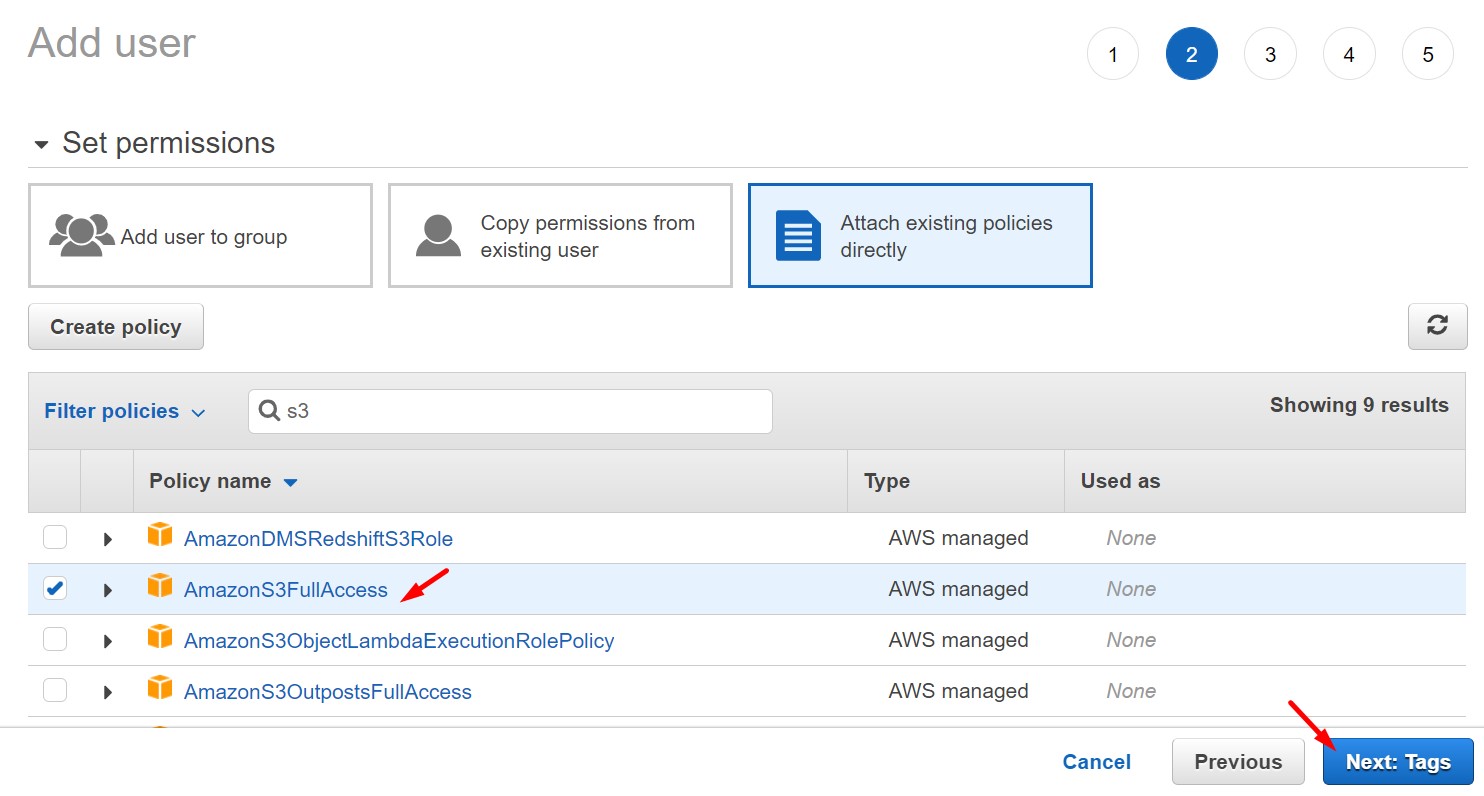 Add user
1 2 3 4 5
Set permissions
Add user to group
Copy permissions from
existing user
Attach existing policies
directly
Create policy
Filter policies s3 Showing 9 results
Policy name Type Used as
AmazonDMSRedshiftS3Role AWS managed None
AmazonS3FullAccess AWS managed None
AmazonS3ObjectLambdaExecutionRolePolicy AWS managed None
AmazonS3OutpostsFullAccess AWS managed None
Cancel Previous Next: Tags